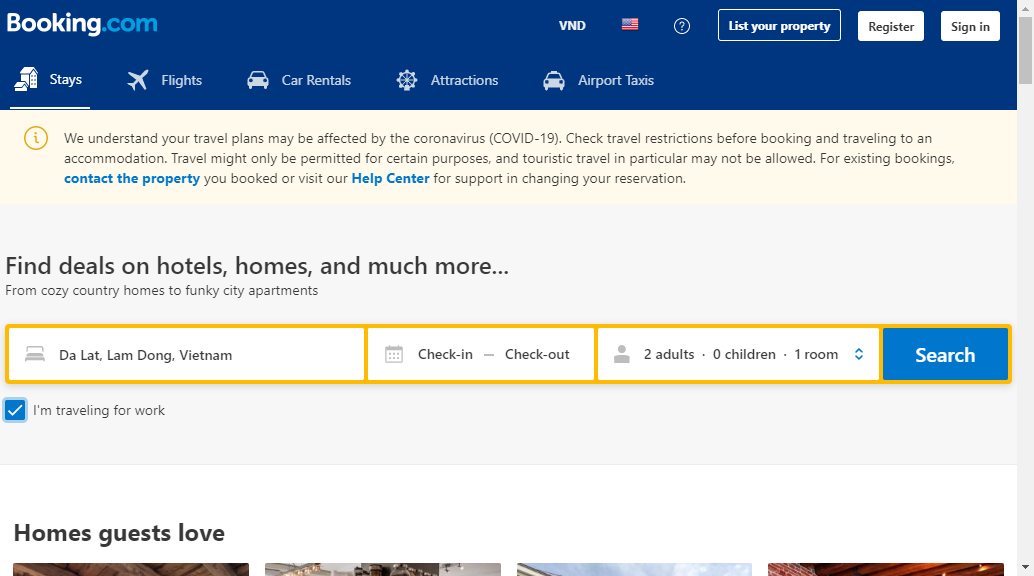 Booking.com
VND
List your property
Register
Sign in
Stays
Flights
Car Rentals
Attractions
Airport Taxis
We understand your travel plans may be affected by the coronavirus (COVID-19). Check travel restrictions before booking and traveling to an
accommodation. Travel might only be permitted for certain purposes, and touristic travel in particular may not be allowed. For existing bookings,
contact the property you booked or visit our Help Center for support in changing your reservation.
Find deals on hotels, homes, and much more...
From cozy country homes to funky city apartments
Da Lat, Lam Dong, Vietnam
Check-in — Check-out
2 adults · 0 children · 1 room
Search
I'm traveling for work
Homes guests love